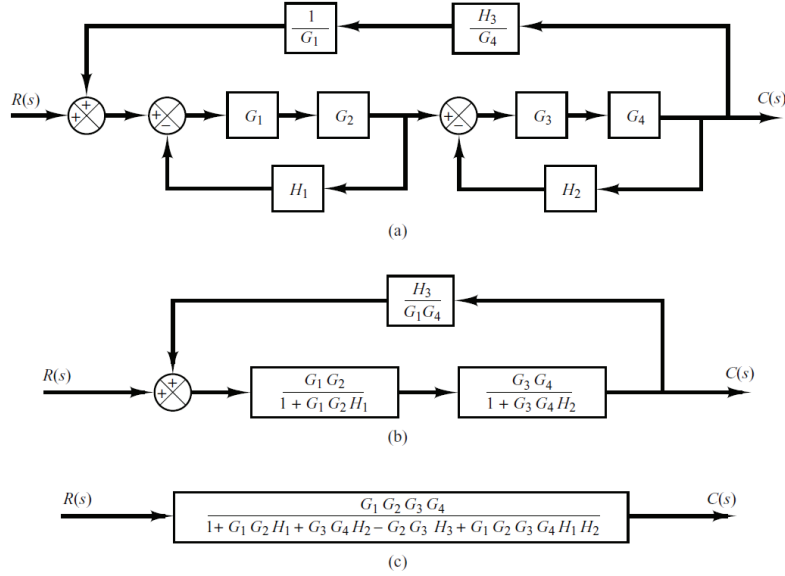 1
G₁
H₃
G₄
R(s)
+
+
+
−
G₁
G₂
+
−
G₃
G₄
C(s)
H₁
H₂
(a)
H₃
G₁G₄
R(s)
+
+
G₁ G₂
1 + G₁ G₂ H₁
G₃ G₄
1 + G₃ G₄ H₂
C(s)
(b)
R(s)
G₁ G₂ G₃ G₄
1 + G₁ G₂ H₁ + G₃ G₄ H₂ − G₂ G₃ H₃ + G₁ G₂ G₃ G₄ H₁ H₂
C(s)
(c)